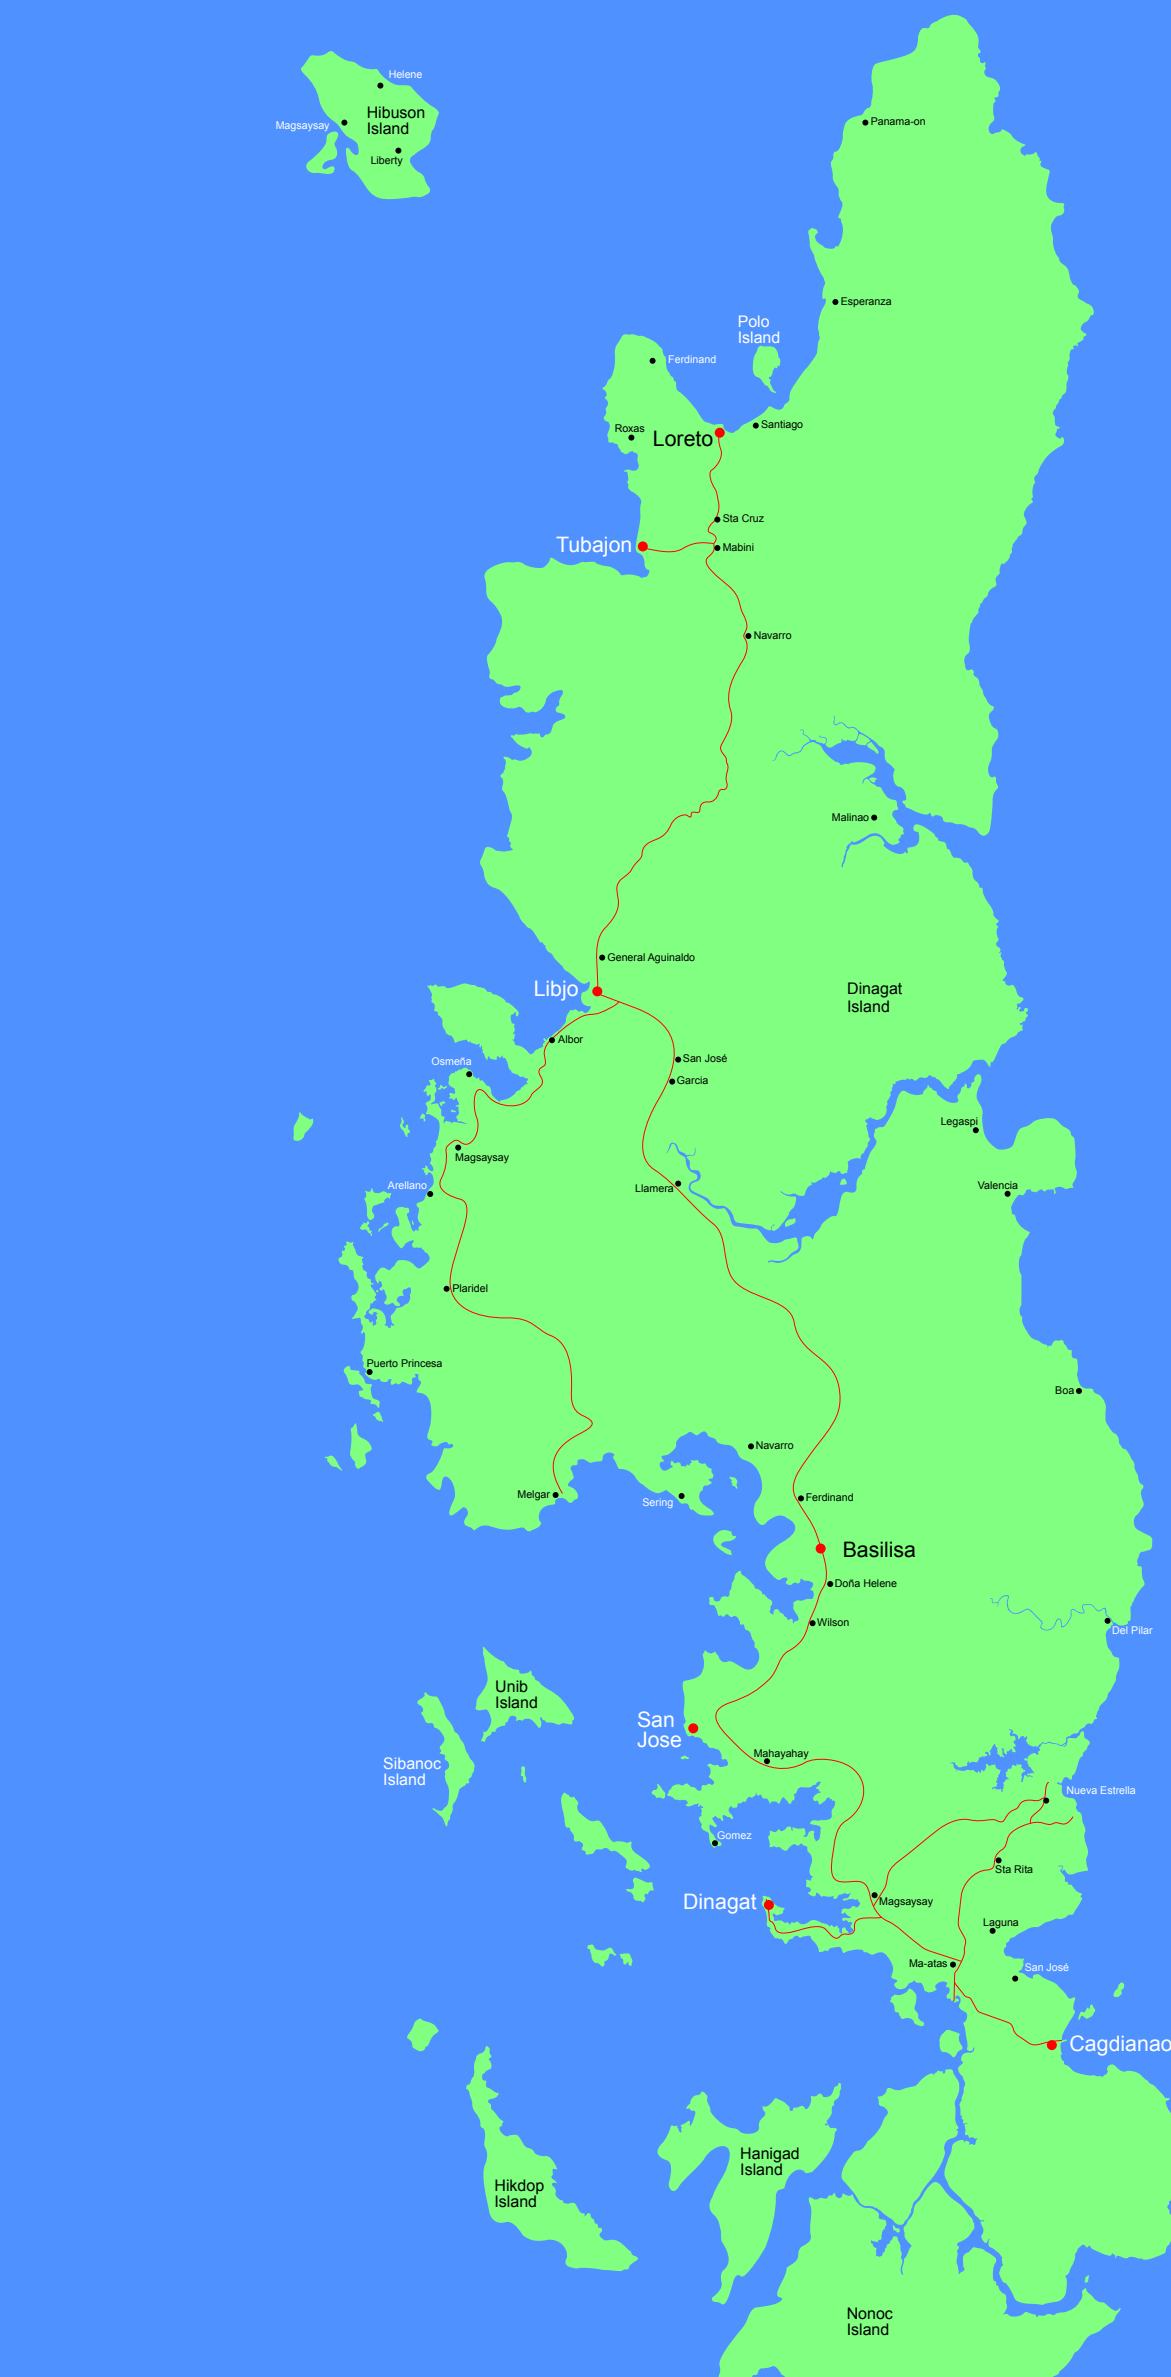 Helene
Hibuson
Island
Magsaysay
Panama-on
Liberty
Esperanza
Polo
Island
Ferdinand
Santiago
Roxas
Loreto
Sta Cruz
Tubajon
Mabini
Navarro
Malinao
General Aguinaldo
Libjo
Dinagat
Island
Albor
San José
Osmeña
Garcia
Legaspi
Magsaysay
Arellano
Llamera
Valencia
Plaridel
Puerto Princesa
Boa
Navarro
Melgar
Sering
Ferdinand
Basilisa
Doña Helene
Wilson
Del Pilar
Unib
Island
San
Jose
Mahayahay
Sibanoc
Island
Nueva Estrella
Gomez
Sta Rita
Dinagat
Magsaysay
Laguna
Ma-atas
San José
Cagdianao
Hanigad
Island
Hikdop
Island
Nonoc
Island